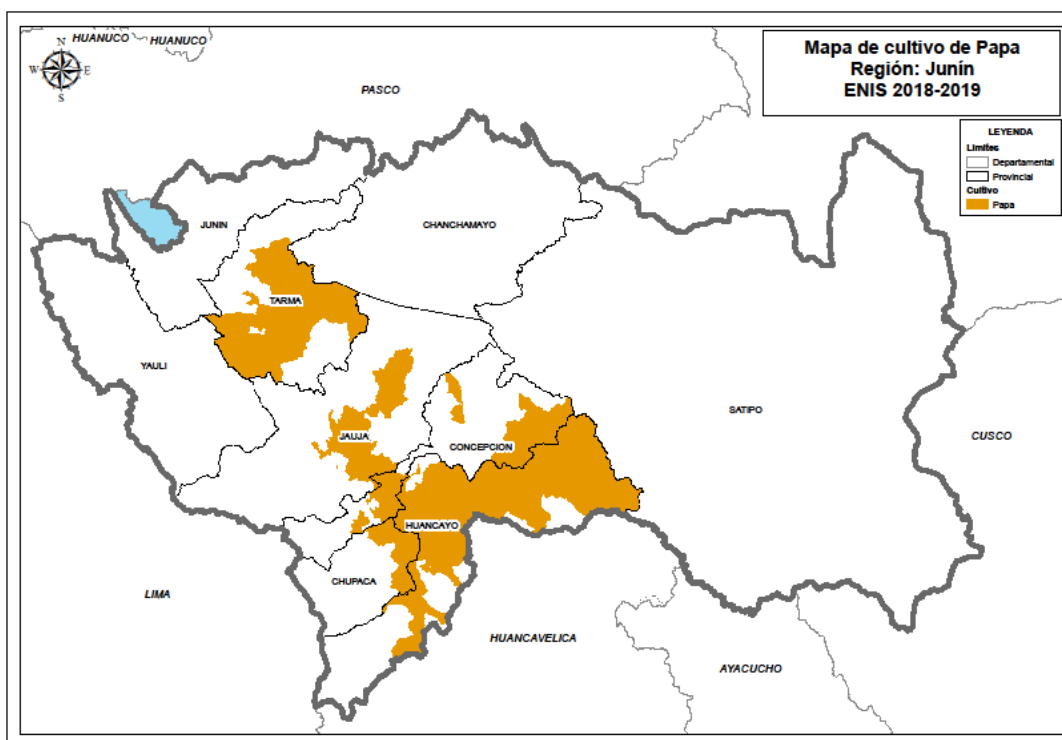 HUANUCO
HUANUCO
N
W
E
S
Mapa de cultivo de Papa
Región: Junín
ENIS 2018-2019
PASCO
LEYENDA
Límites
Departamental
Provincial
Cultivo
Papa
JUNIN
CHANCHAMAYO
TARMA
YAULI
SATIPO
JAUJA
CUSCO
CONCEPCION
HUANCAYO
CHUPACA
LIMA
HUANCAVELICA
AYACUCHO